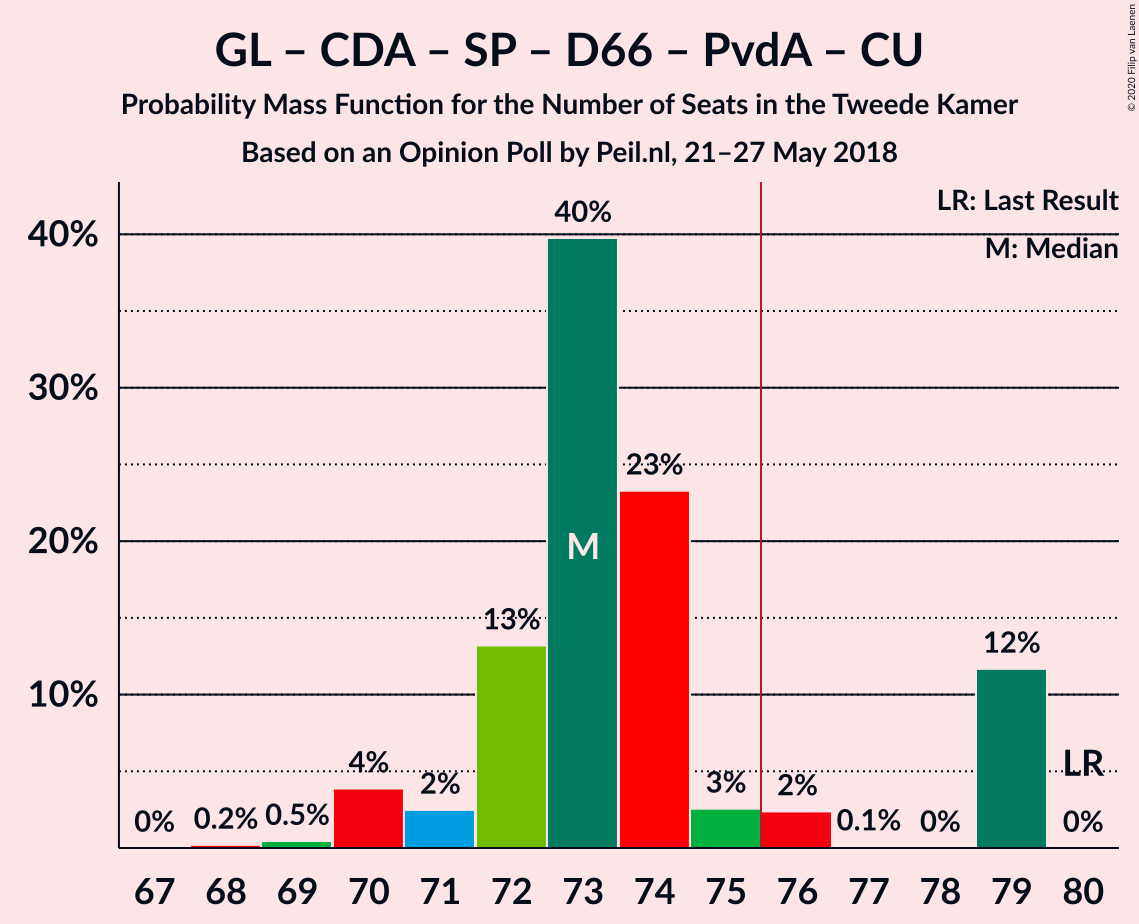 GL – CDA – SP – D66 – PvdA – CU
Probability Mass Function for the Number of Seats in the Tweede Kamer
Based on an Opinion Poll by Peil.nl, 21–27 May 2018
© 2020 Filip van Laenen
LR: Last Result
M: Median
40%
30%
20%
10%
0%
0.2%
0.5%
4%
2%
13%
40%
M
23%
3%
2%
0.1%
0%
12%
LR
0%
67 68 69 70 71 72 73 74 75 76 77 78 79 80